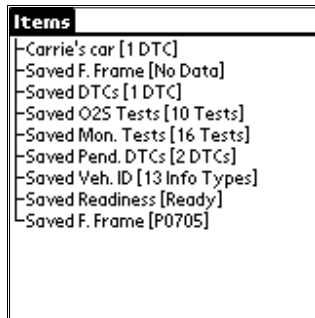 Items
Carrie's car [1 DTC]
Saved F. Frame [No Data]
Saved DTCs [1 DTC]
Saved O2S Tests [10 Tests]
Saved Mon. Tests [16 Tests]
Saved Pend. DTCs [2 DTCs]
Saved Veh. ID [13 Info Types]
Saved Readiness [Ready]
Saved F. Frame [P0705]